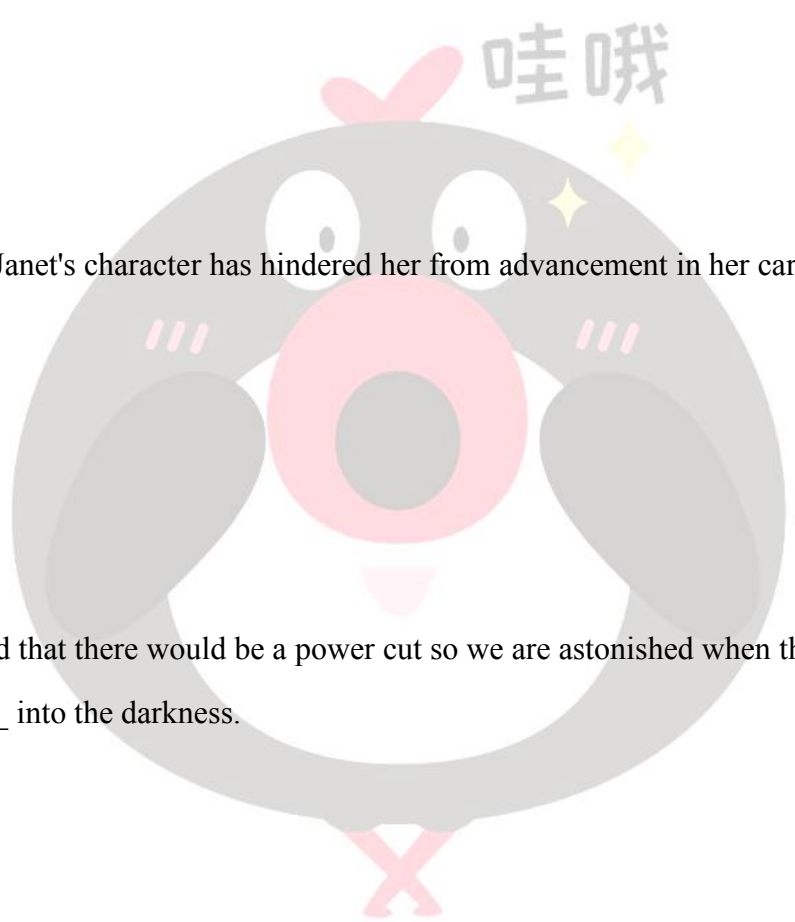 哇哦
Janet's character has hindered her from advancement in her car
d that there would be a power cut so we are astonished when th
_ into the darkness.